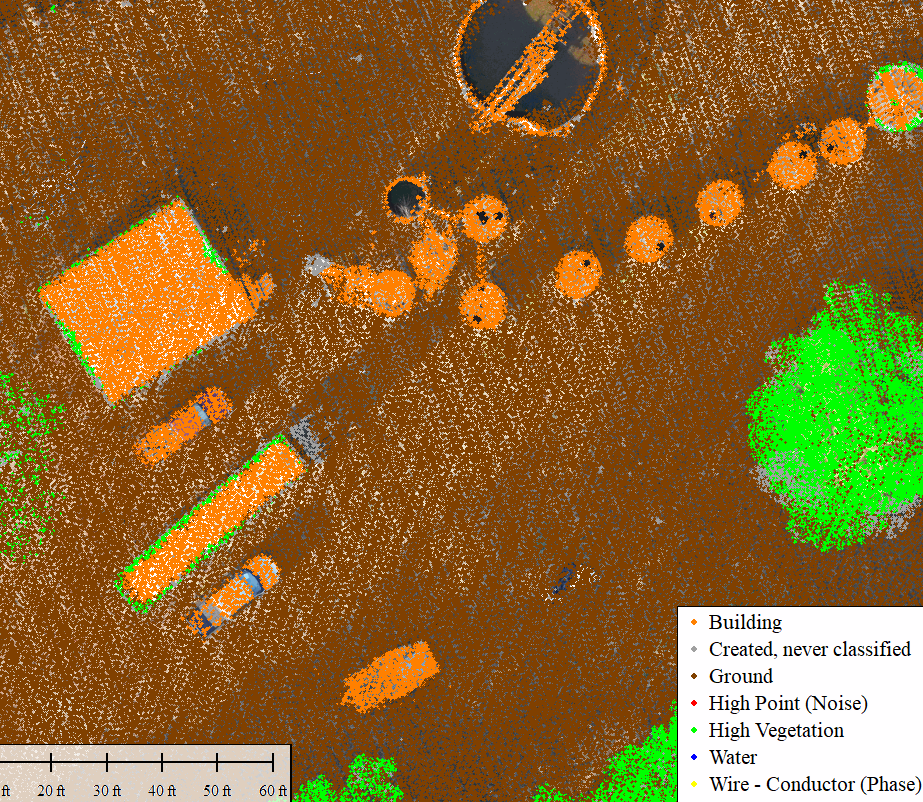 Building
Created, never classified
Ground
High Point (Noise)
High Vegetation
Water
Wire - Conductor (Phase)
20 ft 30 ft 40 ft 50 ft 60 ft